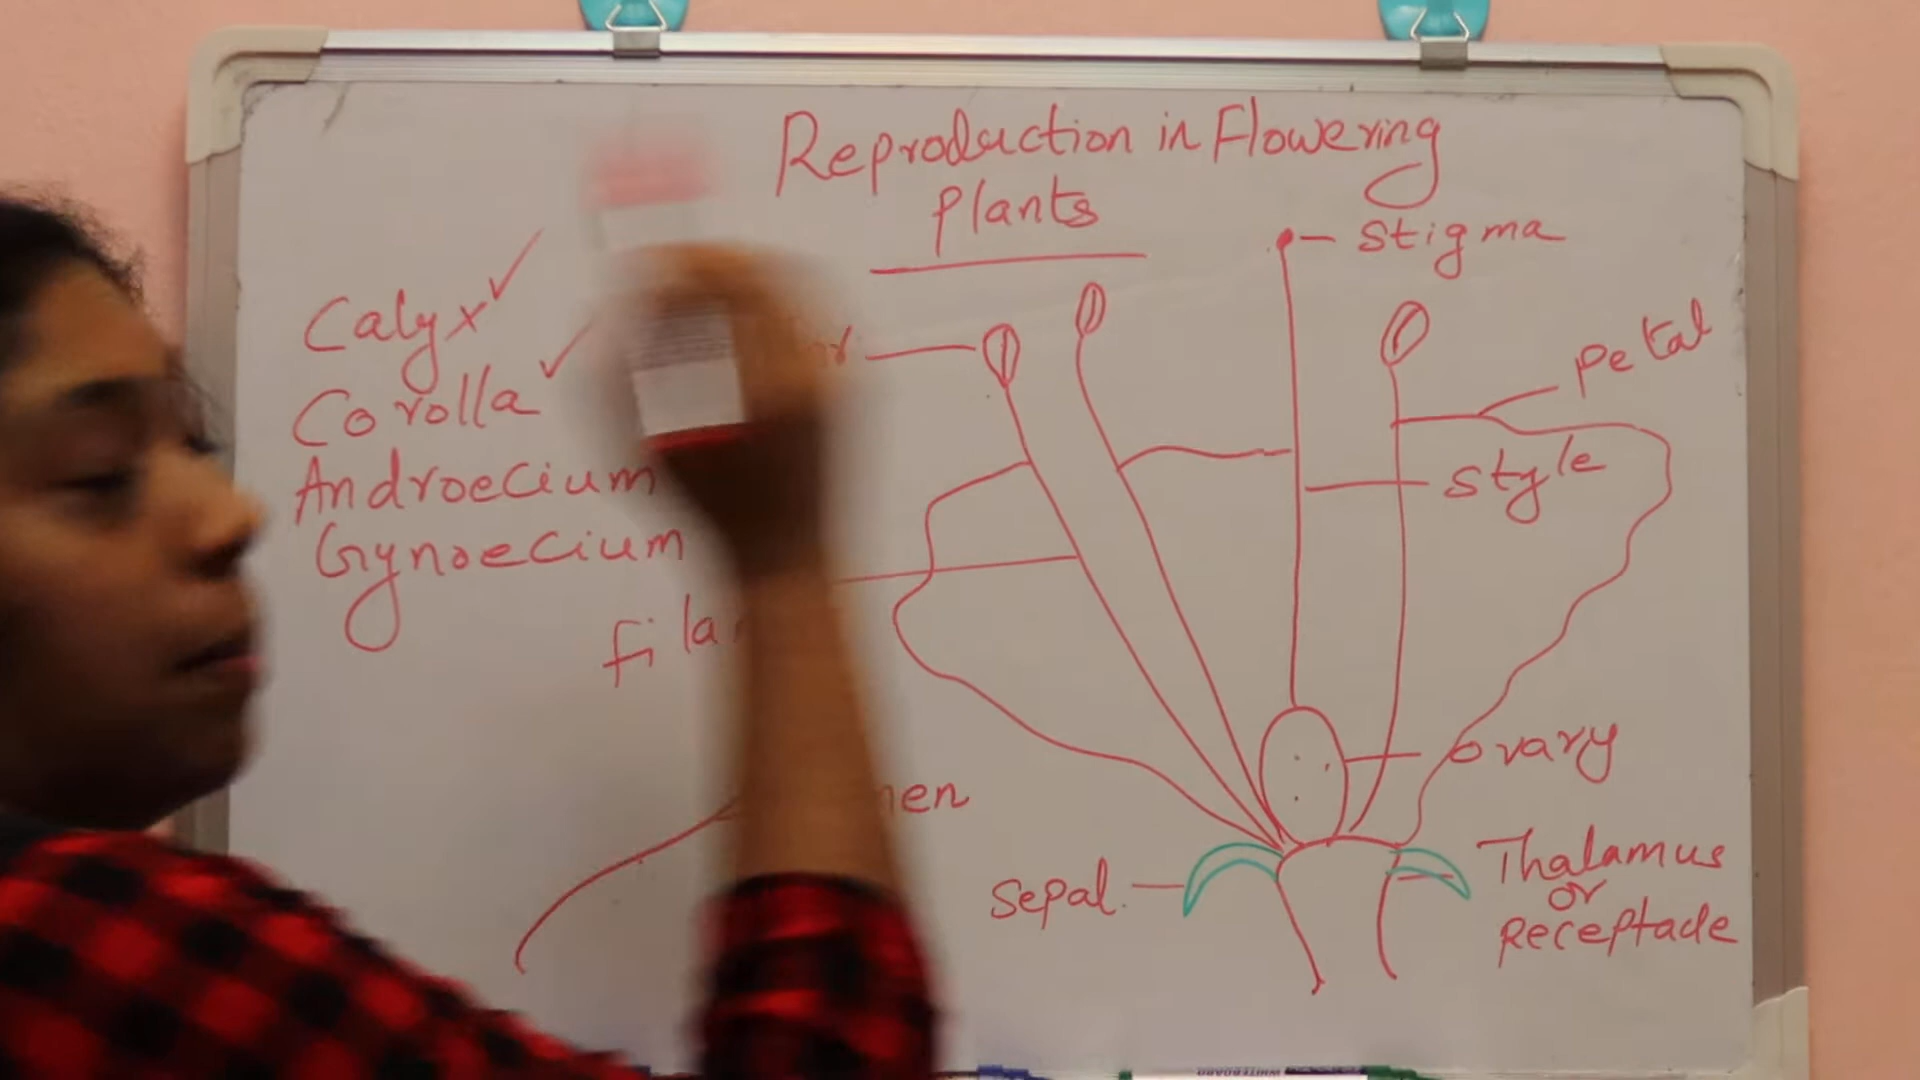 Reproduction in Flowering
Plants
Stigma
Calyx
Petal
Corolla
Style
Androecium
Gynoecium
Ovary
Sepal
Thalamus
or
Receptacle